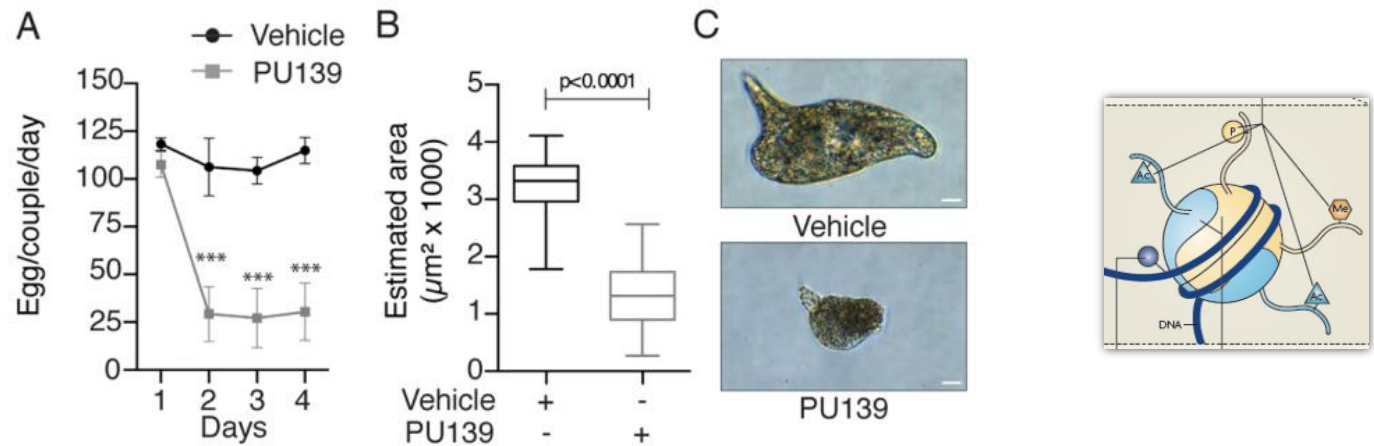 A
Vehicle
PU139
Egg/couple/day
150
125
100
75
50
25
0
***
***
***
1 2 3 4
Days
B
Estimated area
(µm² x 1000)
5
4
3
2
1
0
p<0.0001
Vehicle + -
PU139 - +
C
Vehicle
PU139
P
Ac
Me
Ac
DNA